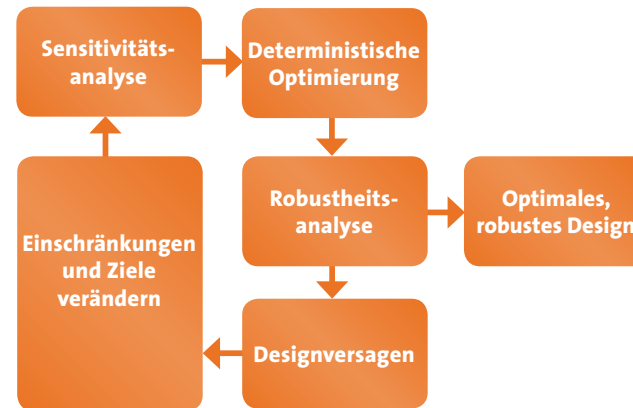 Sensitivitäts-
analyse
Deterministische
Optimierung
Robustheits-
analyse
Optimales,
robustes Design
Einschränkungen
und Ziele
verändern
Designversagen